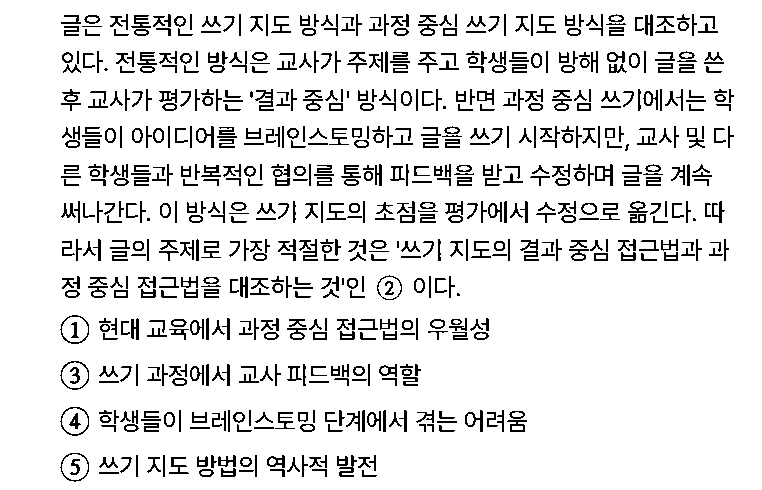 글은 전통적인 쓰기 지도 방식과 과정 중심 쓰기 지도 방식을 대조하고
있다. 전통적인 방식은 교사가 주제를 주고 학생들이 방해 없이 글을 쓴
후 교사가 평가하는 '결과 중심' 방식이다. 반면 과정 중심 쓰기에서는 학
생들이 아이디어를 브레인스토밍하고 글을 쓰기 시작하지만, 교사 및 다
른 학생들과 반복적인 협의를 통해 피드백을 받고 수정하며 글을 계속
써나간다. 이 방식은 쓰기 지도의 초점을 평가에서 수정으로 옮긴다. 따
라서 글의 주제로 가장 적절한 것은 '쓰기 지도의 결과 중심 접근법과 과
정 중심 접근법을 대조하는 것'인 ② 이다.
① 현대 교육에서 과정 중심 접근법의 우월성
③ 쓰기 과정에서 교사 피드백의 역할
④ 학생들이 브레인스토밍 단계에서 겪는 어려움
⑤ 쓰기 지도 방법의 역사적 발전